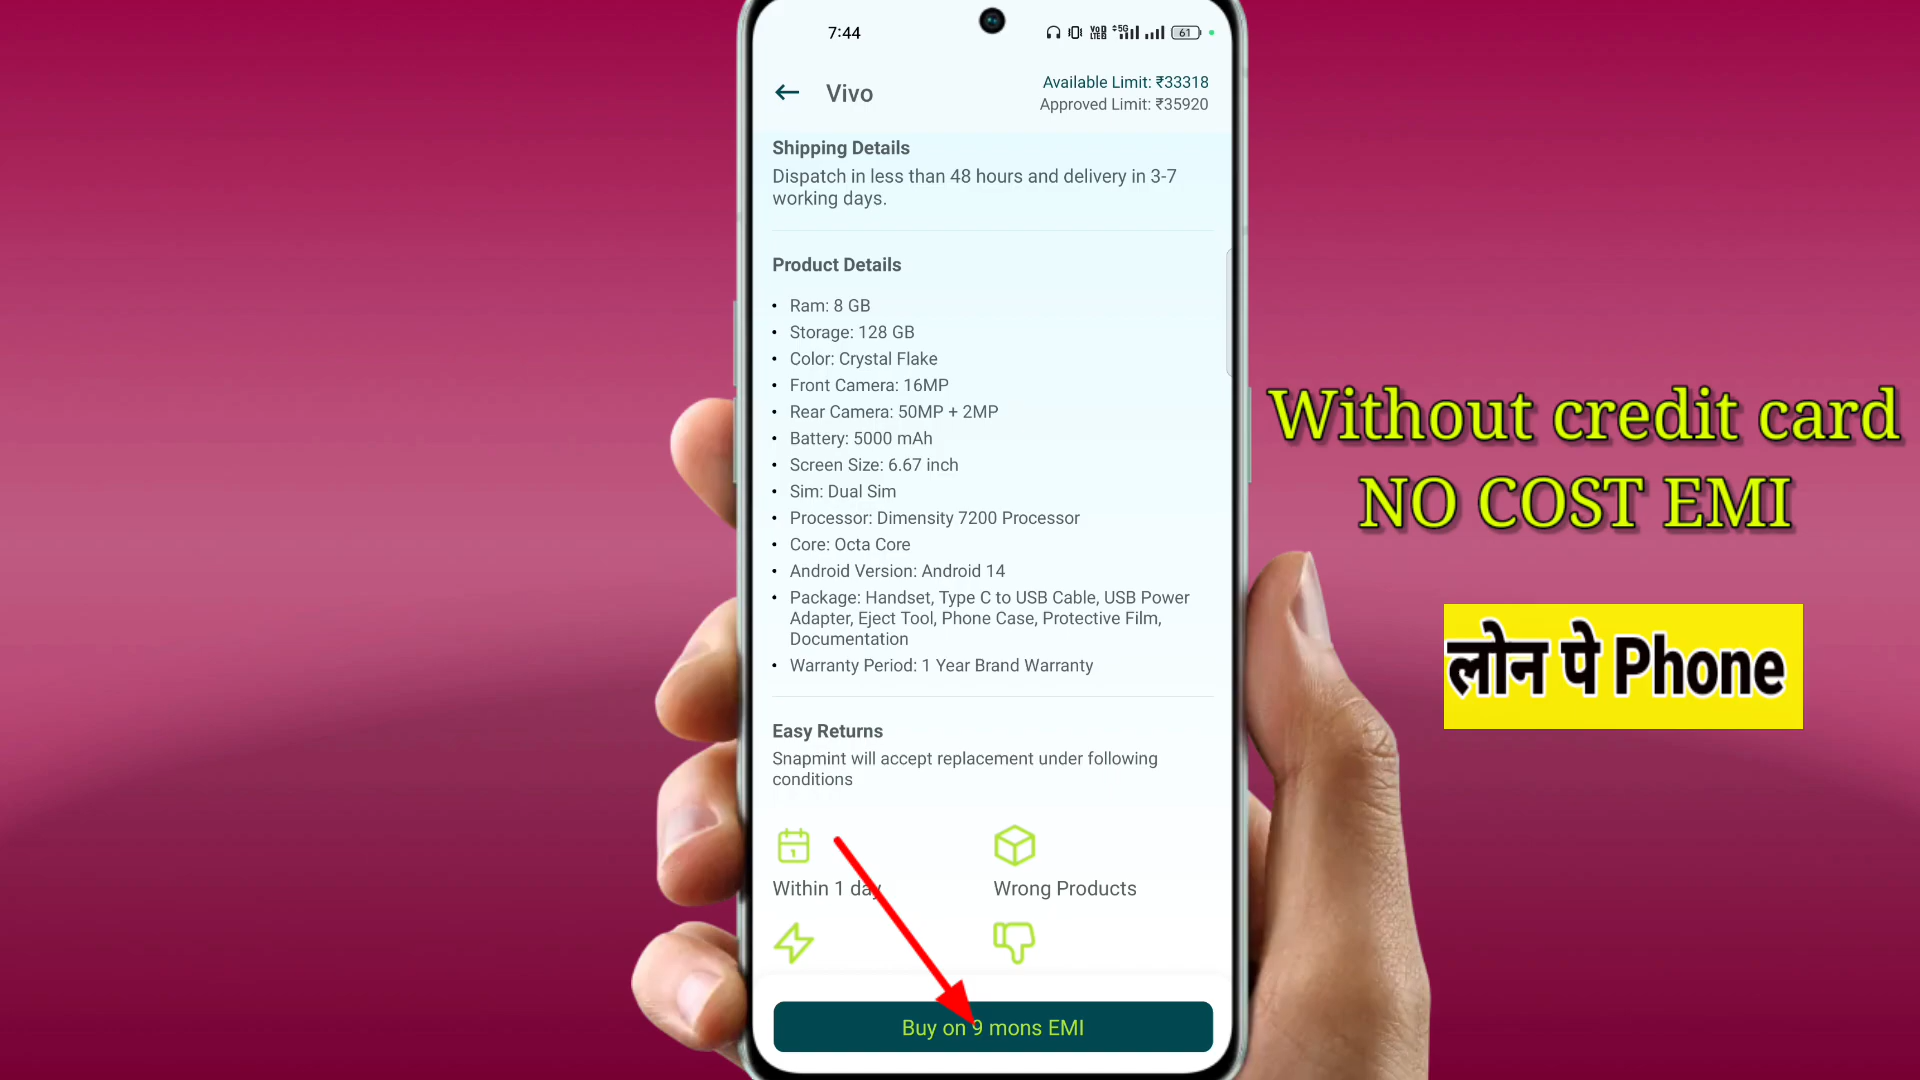 7:44
VoD LTE2 5G 61
Vivo
Available Limit: ₹33318
Approved Limit: ₹35920
Shipping Details
Dispatch in less than 48 hours and delivery in 3-7
working days.
Product Details
• Ram: 8 GB
• Storage: 128 GB
• Color: Crystal Flake
• Front Camera: 16MP
• Rear Camera: 50MP + 2MP
• Battery: 5000 mAh
• Screen Size: 6.67 inch
• Sim: Dual Sim
• Processor: Dimensity 7200 Processor
• Core: Octa Core
• Android Version: Android 14
• Package: Handset, Type C to USB Cable, USB Power
Adapter, Eject Tool, Phone Case, Protective Film,
Documentation
• Warranty Period: 1 Year Brand Warranty
Easy Returns
Snapmint will accept replacement under following
conditions
1
Within 1 day
Wrong Products
Buy on 9 mons EMI
Without credit card
NO COST EMI
लोन पे Phone